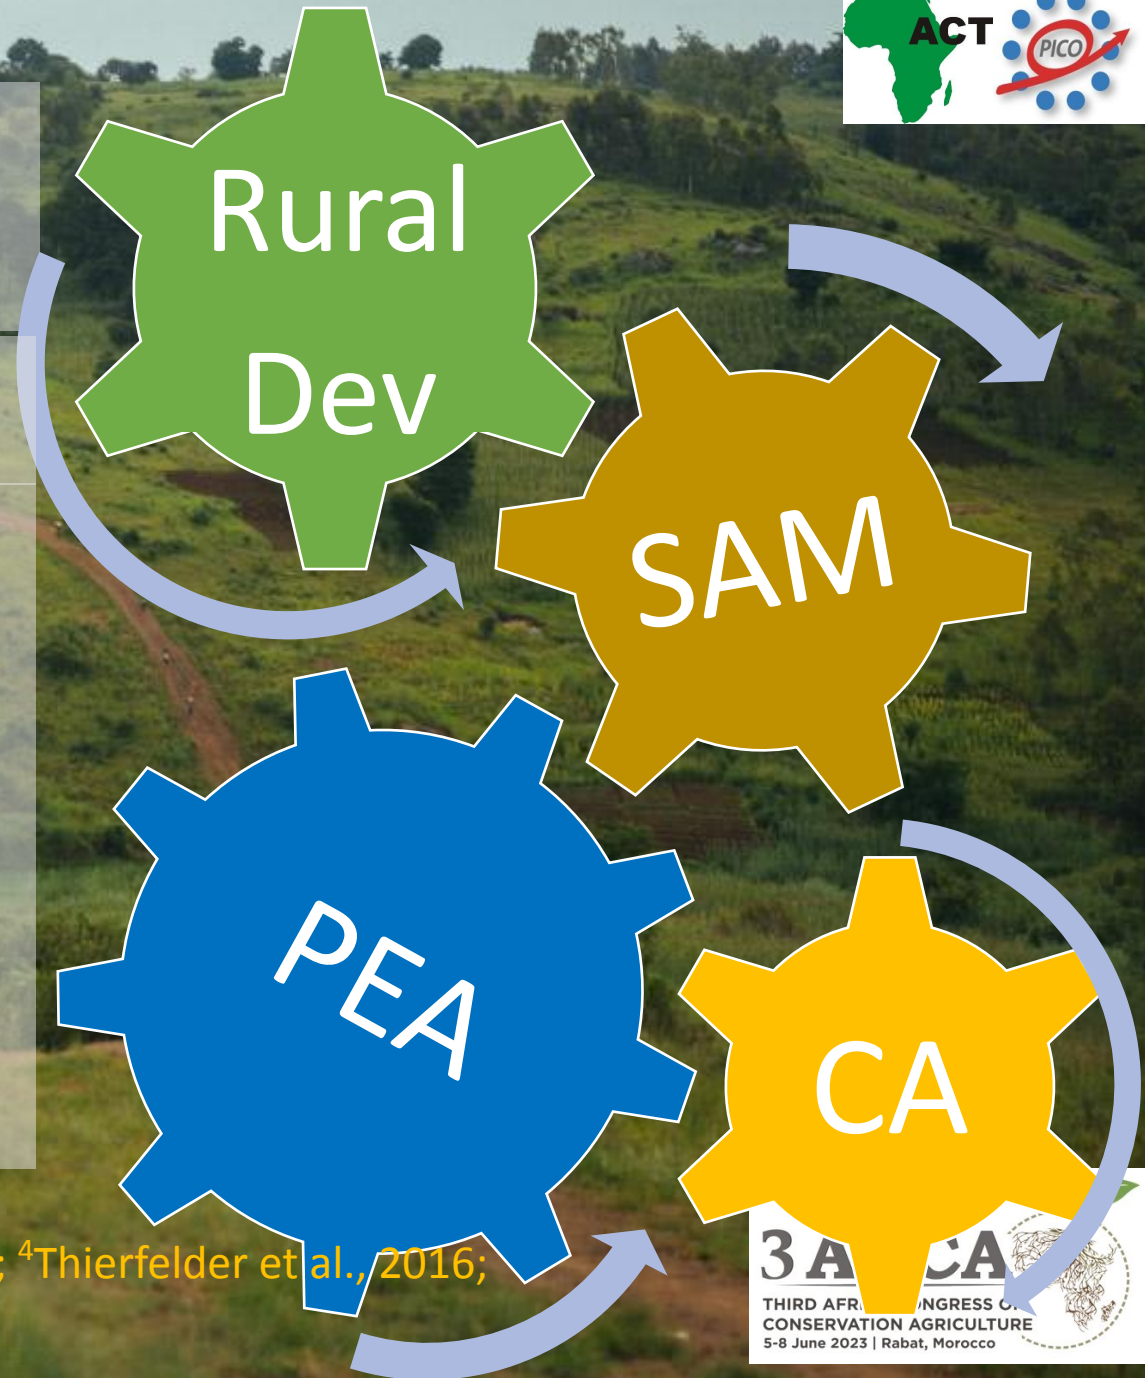 ACT
PICO
Rural
Dev
SAM
PEA
CA
; ⁴Thierfelder et al., 2016;
THIRD
CONSERVATION AGRICULTURE
5-8 June 2023 | Rabat, Morocco